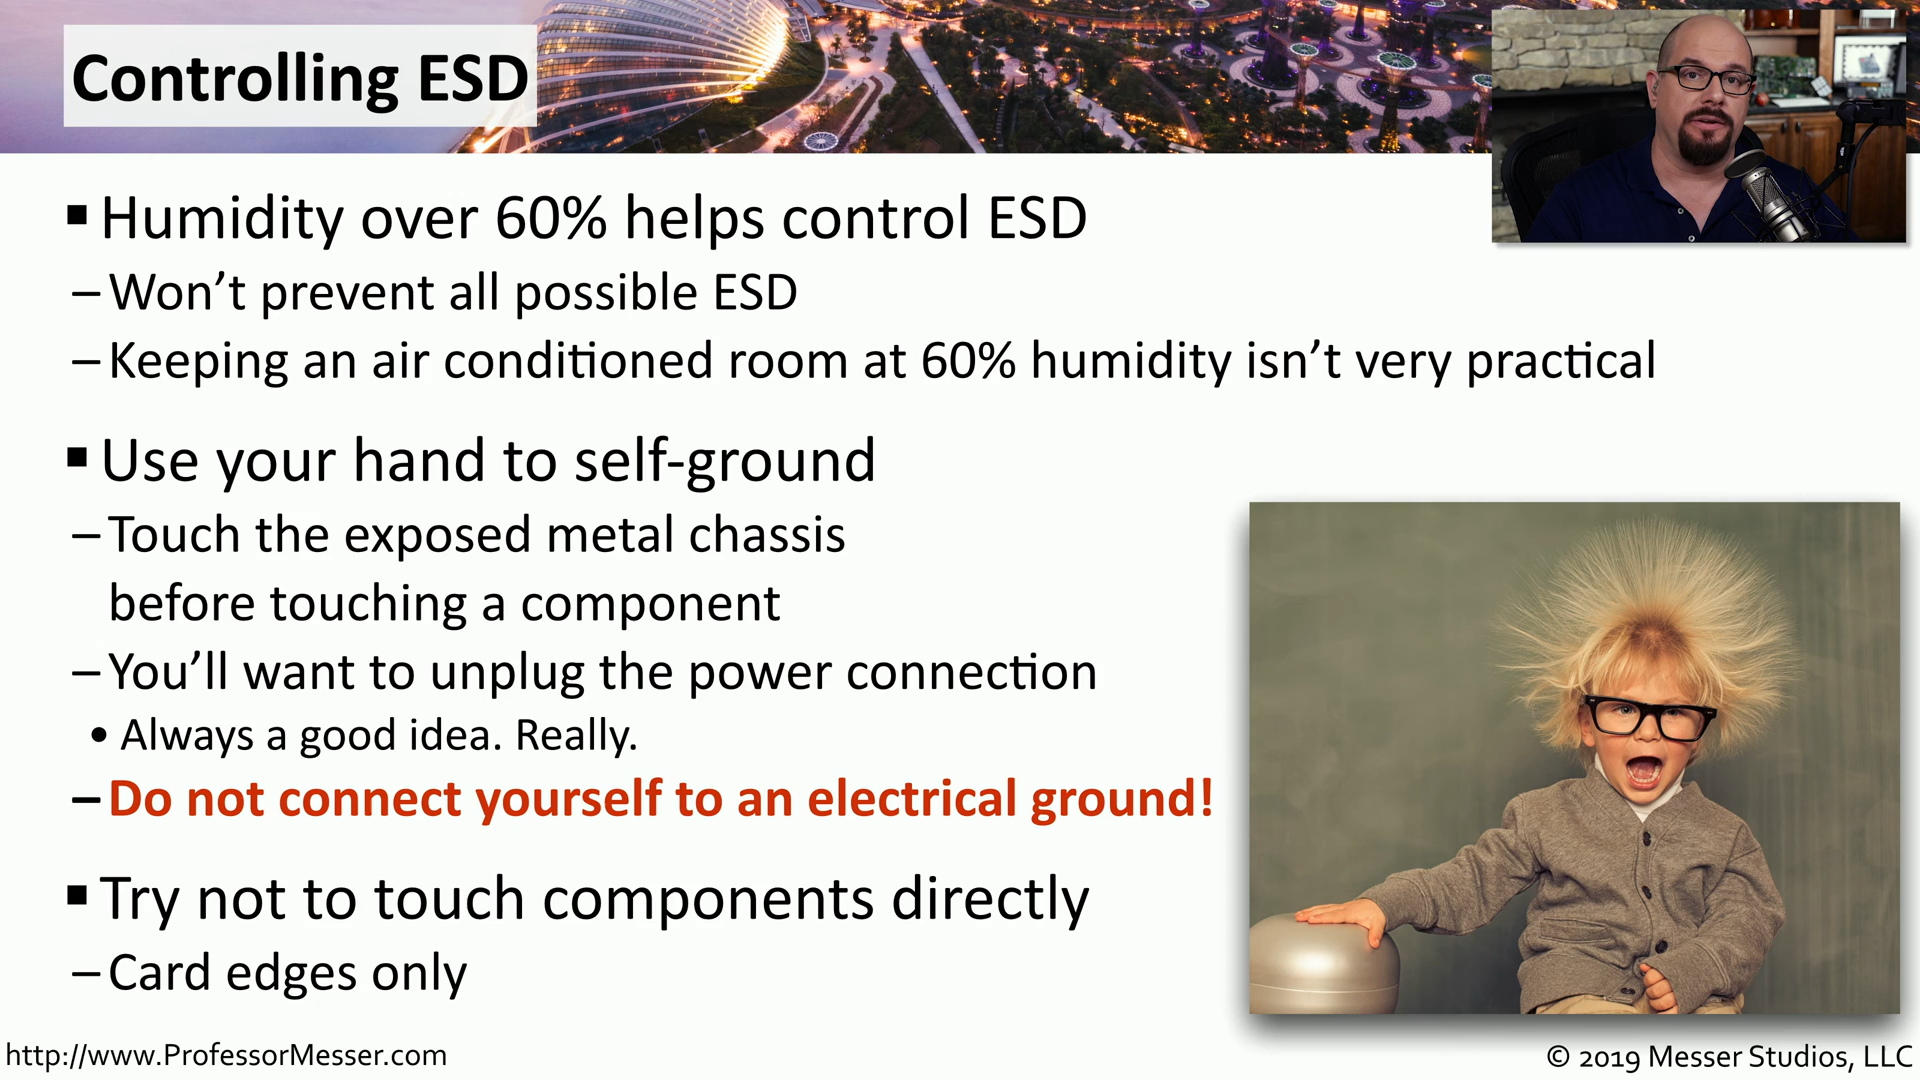 Controlling ESD
▪ Humidity over 60% helps control ESD
– Won’t prevent all possible ESD
– Keeping an air conditioned room at 60% humidity isn’t very practical
▪ Use your hand to self-ground
– Touch the exposed metal chassis
before touching a component
– You’ll want to unplug the power connection
• Always a good idea. Really.
– Do not connect yourself to an electrical ground!
▪ Try not to touch components directly
– Card edges only
http://www.ProfessorMesser.com
© 2019 Messer Studios, LLC